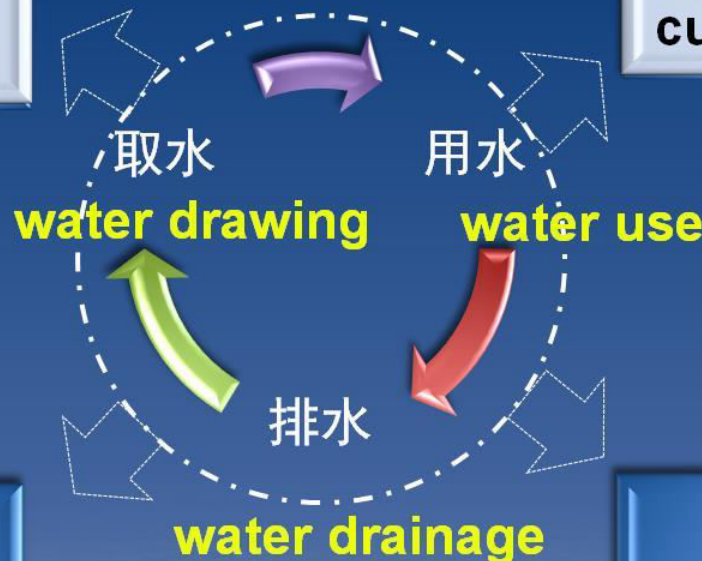 取水
用水
water drawing
water use
排水
water drainage